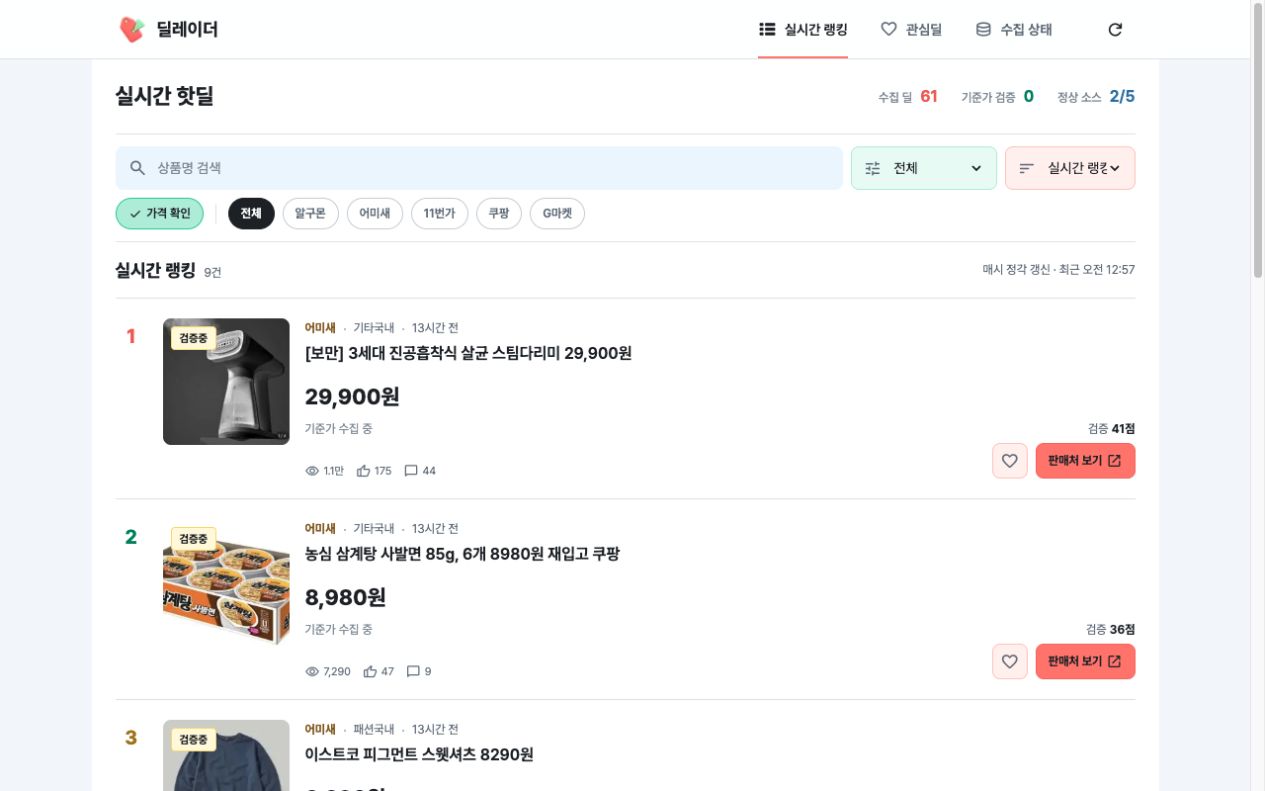 딜레이더
실시간 랭킹 관심딜 수집 상태
실시간 핫딜
수집 딜 61 기준가 검증 0 정상 소스 2/5
상품명 검색 전체 실시간 랭킹
가격 확인 전체 알구몬 어미새 11번가 쿠팡 G마켓
실시간 랭킹 9건
매시 정각 갱신 · 최근 오전 12:57
1
검증중
어미새 · 기타국내 · 13시간 전
[보만] 3세대 진공흡착식 살균 스팀다리미 29,900원
29,900원
기준가 수집 중
검증 41점
1.1만 175 44
판매처 보기
2
검증중
어미새 · 기타국내 · 13시간 전
농심 삼계탕 사발면 85g, 6개 8980원 재입고 쿠팡
8,980원
기준가 수집 중
검증 36점
7,290 47 9
판매처 보기
삼계탕 사발면
3
검증중
어미새 · 패션국내 · 13시간 전
이스트코 피그먼트 스웻셔츠 8290원